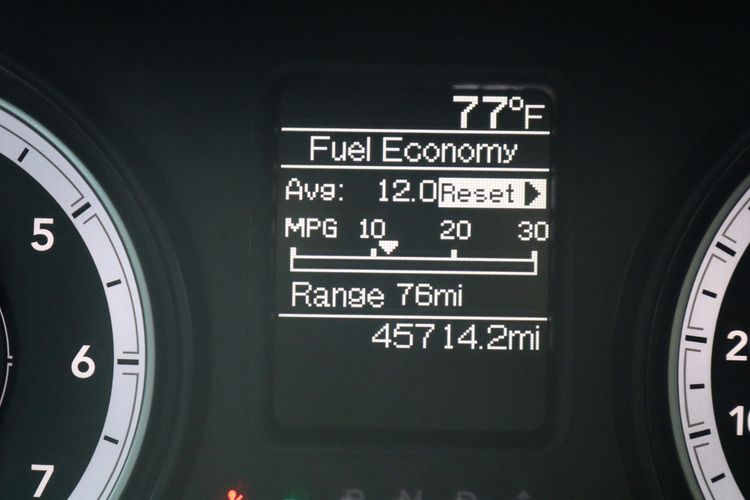 77°F
Fuel Economy
Avg: 12.0 Reset
MPG 10 20 30
Range 76mi
45714.2mi
5
6
7
2
10
P N D